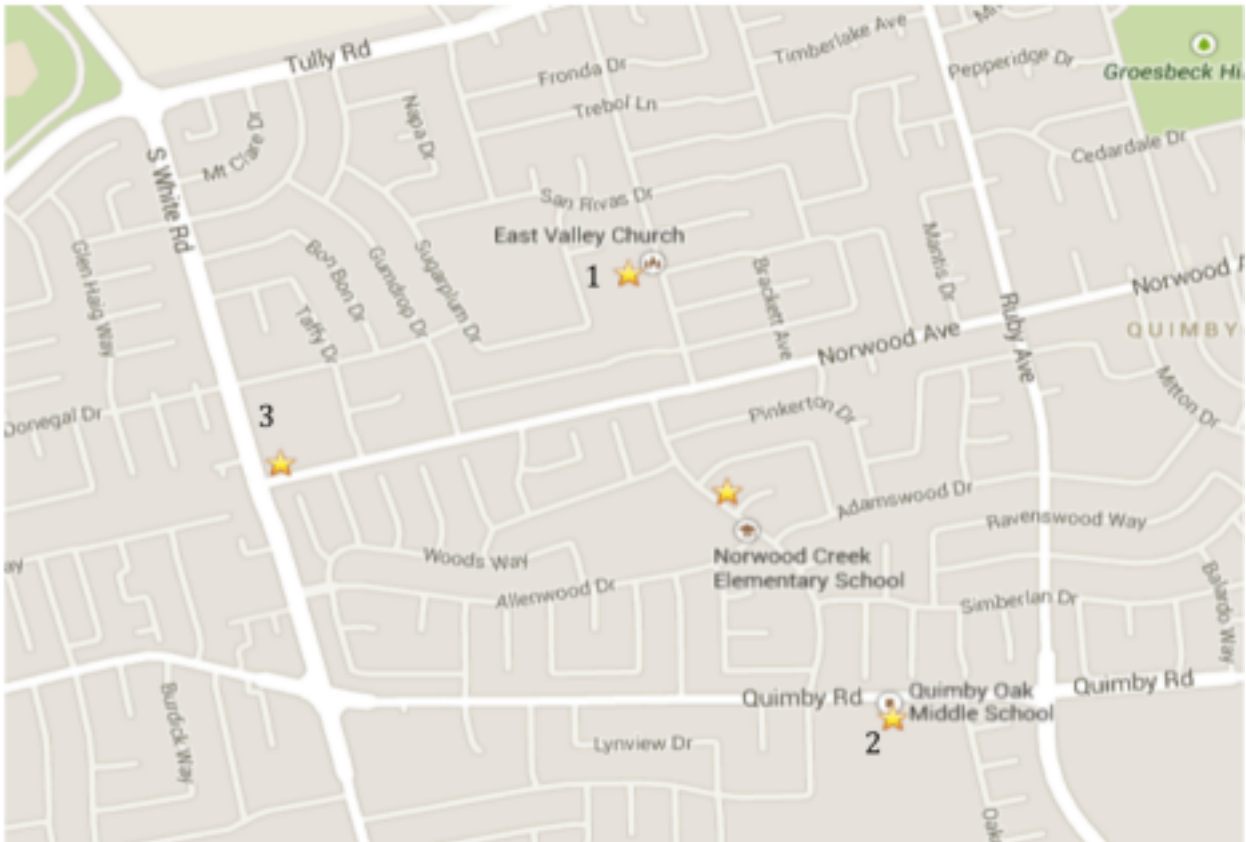 Tully Rd
Timberlake Ave
Pepperidge Dr
Groesbeck Hi
Fronda Dr
Trebol Ln
Napa Dr
Mt Clare Dr
Cedardale Dr
S White Rd
San Rivas Dr
East Valley Church
1
Glen Haig Way
Bon Bon Dr
Gumdrop Dr
Sugarplum Dr
Mantis Dr
Brackett Ave
Norwood A
Taffy Dr
Norwood Ave
Ruby Ave
QUIMBY
Mitton Dr
Donegal Dr
3
Pinkerton Dr
Adamswood Dr
Ravenswood Way
Woods Way
Norwood Creek
Elementary School
ay
Allenwood Dr
Simberlan Dr
Balardo Way
Burdick Way
Quimby Rd
Quimby Oak
Middle School
Quimby Rd
2
Lynview Dr
Oak